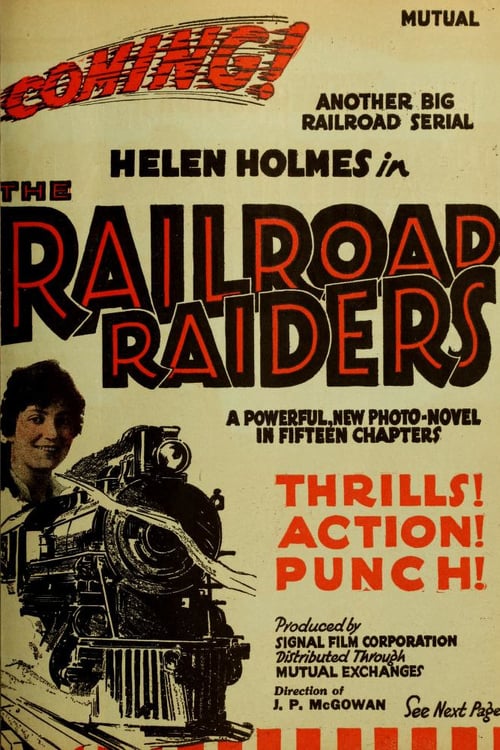 COMING!
MUTUAL
ANOTHER BIG
RAILROAD SERIAL
HELEN HOLMES in
THE
RAILROAD
RAIDERS
A POWERFUL, NEW PHOTO-NOVEL
IN FIFTEEN CHAPTERS
THRILLS!
ACTION!
PUNCH!
Produced by
SIGNAL FILM CORPORATION
Distributed Through
MUTUAL EXCHANGES
Direction of
J. P. McGOWAN
See Next Page